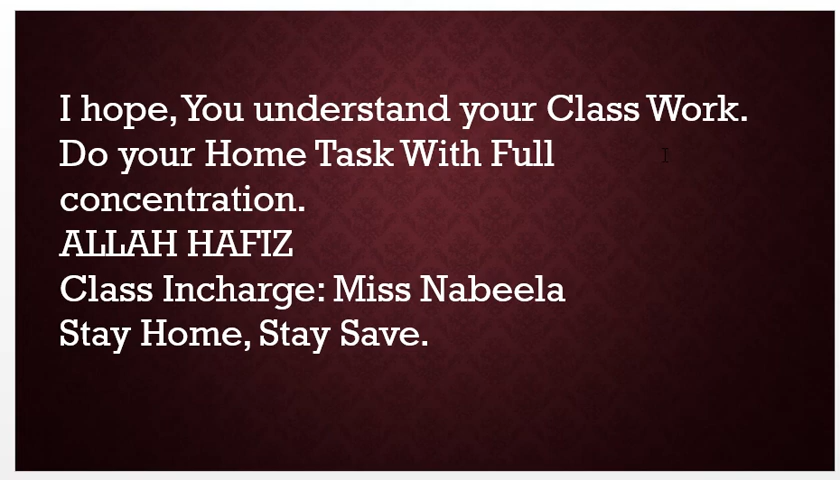 I hope, You understand your Class Work.
Do your Home Task With Full
concentration.
ALLAH HAFIZ
Class Incharge: Miss Nabeela
Stay Home, Stay Save.